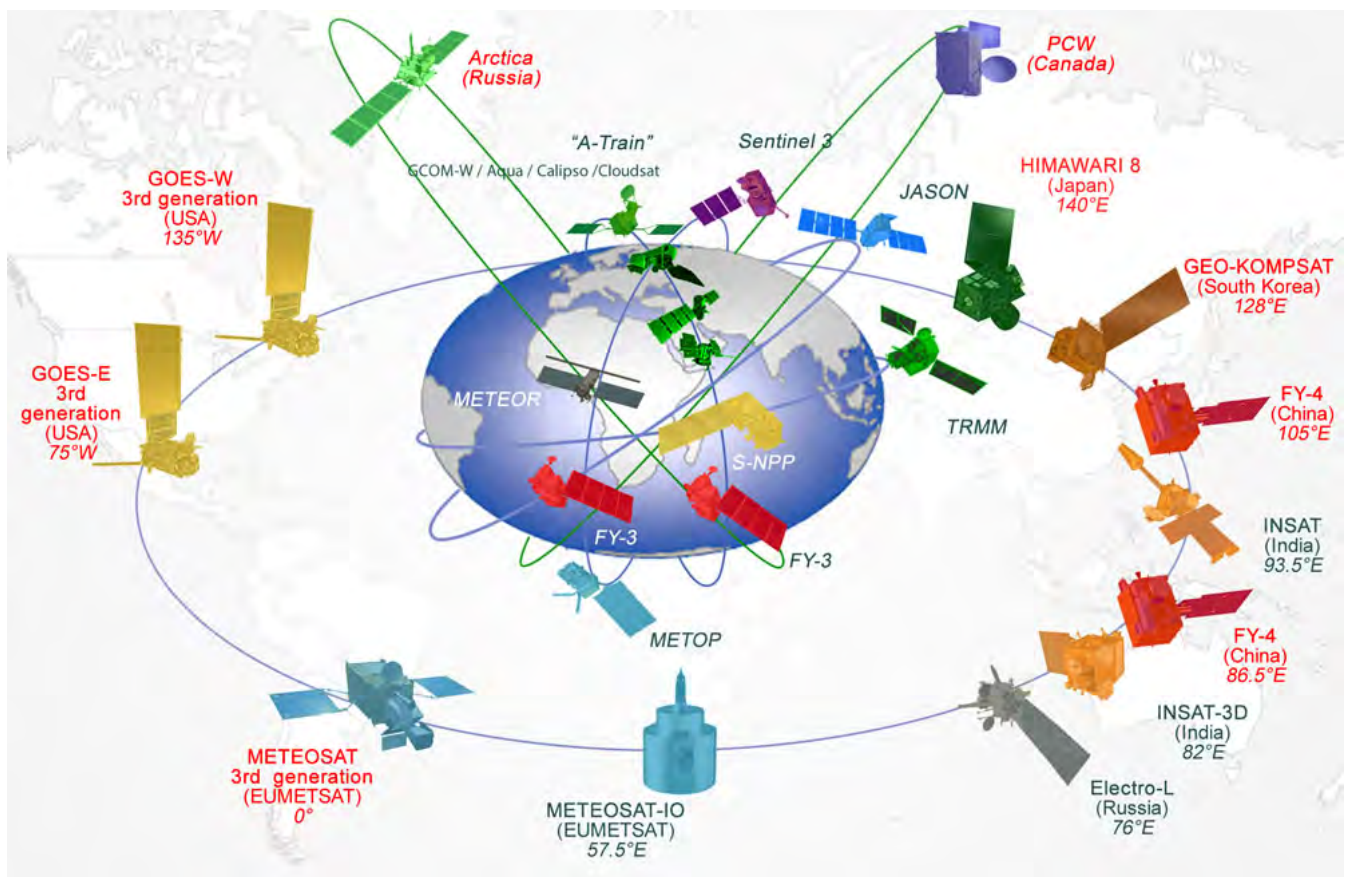 Arctica
(Russia)
PCW
(Canada)
"A-Train"
GCOM-W / Aqua / Calipso /Cloudsat
Sentinel 3
JASON
HIMAWARI 8
(Japan)
140°E
GOES-W
3rd generation
(USA)
135°W
GEO-KOMPSAT
(South Korea)
128°E
GOES-E
3rd
generation
(USA)
75°W
METEOR
TRMM
FY-4
(China)
105°E
S-NPP
FY-3
FY-3
INSAT
(India)
93.5°E
METOP
FY-4
(China)
86.5°E
INSAT-3D
(India)
82°E
METEOSAT
3rd generation
(EUMETSAT)
0°
METEOSAT-IO
(EUMETSAT)
57.5°E
Electro-L
(Russia)
76°E